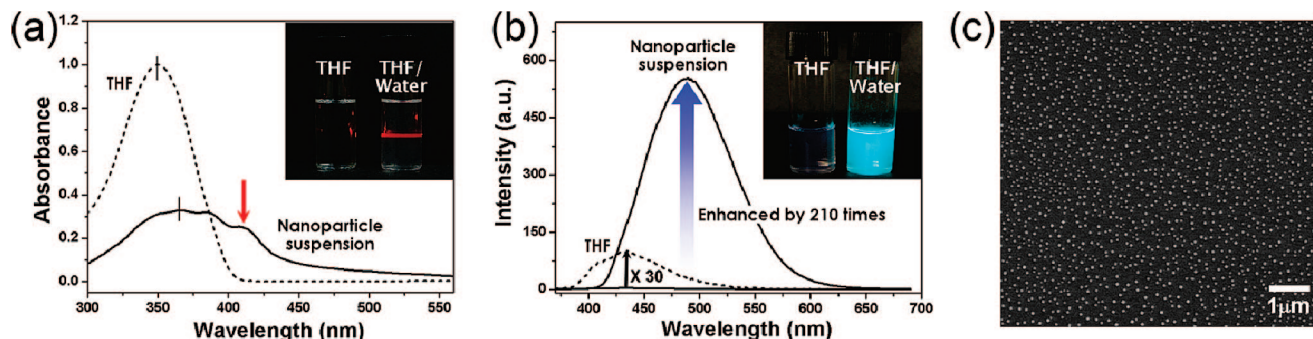 (a)
1.2
1.0
0.8
0.6
0.4
0.2
0.0
Absorbance
300
350
400
450
500
550
Wavelength (nm)
THF
Nanoparticle
suspension
THF
THF/
Water
(b)
600
450
300
150
0
Intensity (a.u.)
400
450
500
550
600
650
700
Wavelength (nm)
Nanoparticle
suspension
Enhanced by 210 times
THF
X 30
THF
THF/
Water
(c)
1μm